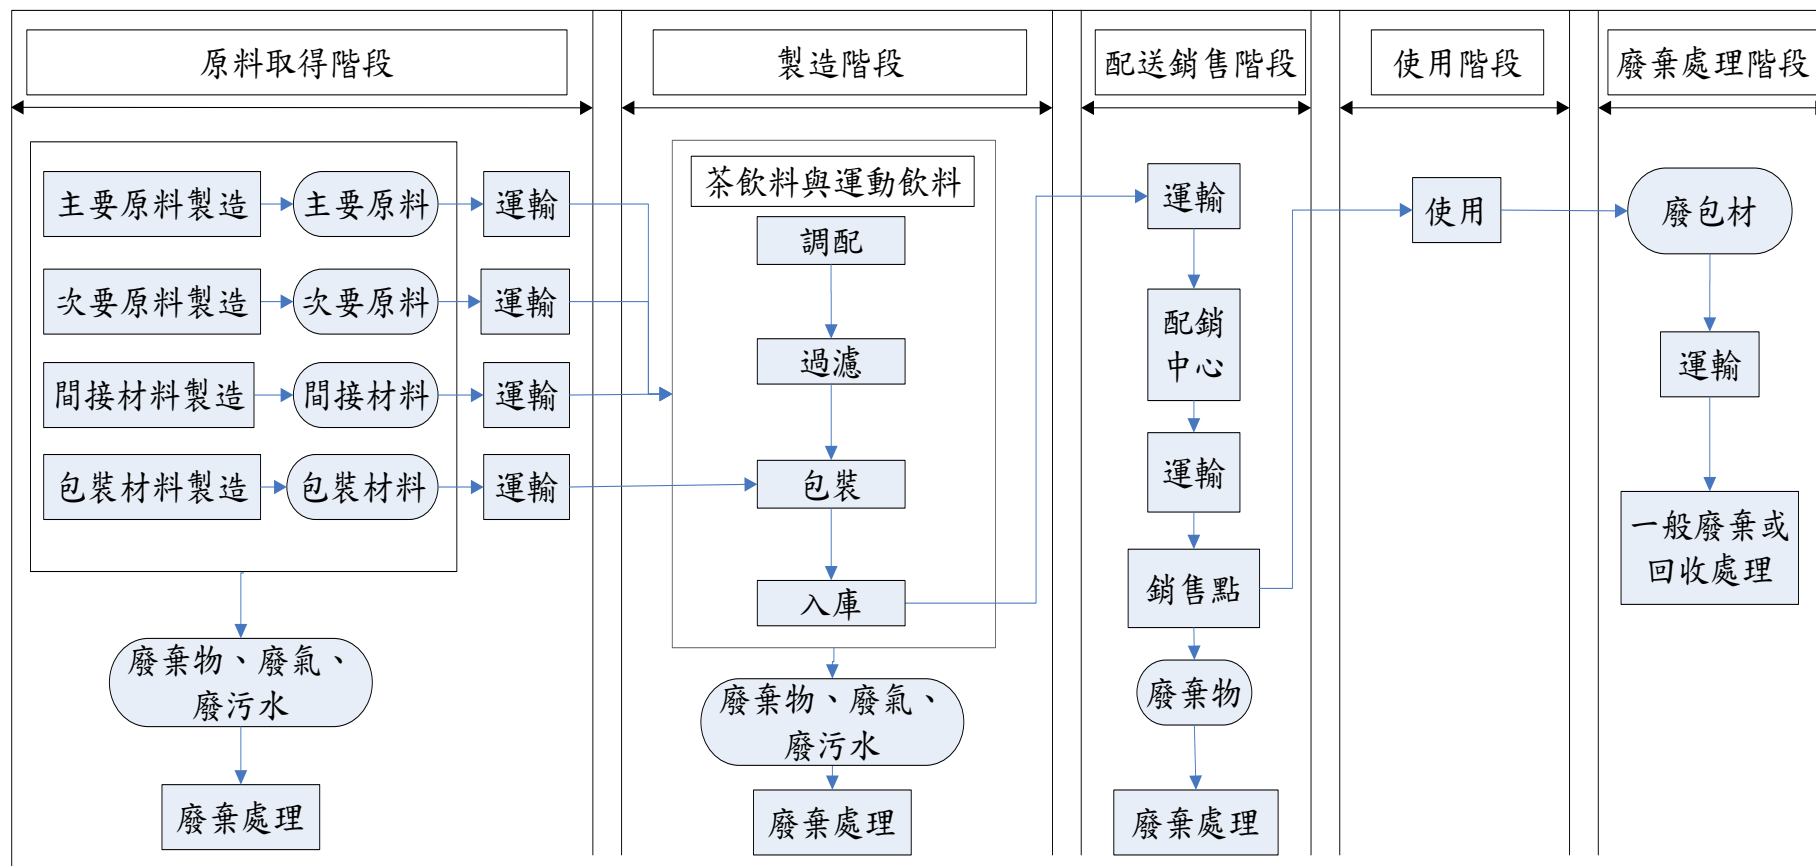 原料取得階段
製造階段
配送銷售階段
使用階段
廢棄處理階段
主要原料製造
主要原料
運輸
次要原料製造
次要原料
運輸
間接材料製造
間接材料
運輸
包裝材料製造
包裝材料
運輸
廢棄物、廢氣、
廢污水
廢棄處理
茶飲料與運動飲料
調配
過濾
包裝
入庫
廢棄物、廢氣、
廢污水
廢棄處理
運輸
配銷
中心
運輸
銷售點
廢棄物
廢棄處理
使用
廢包材
運輸
一般廢棄或
回收處理